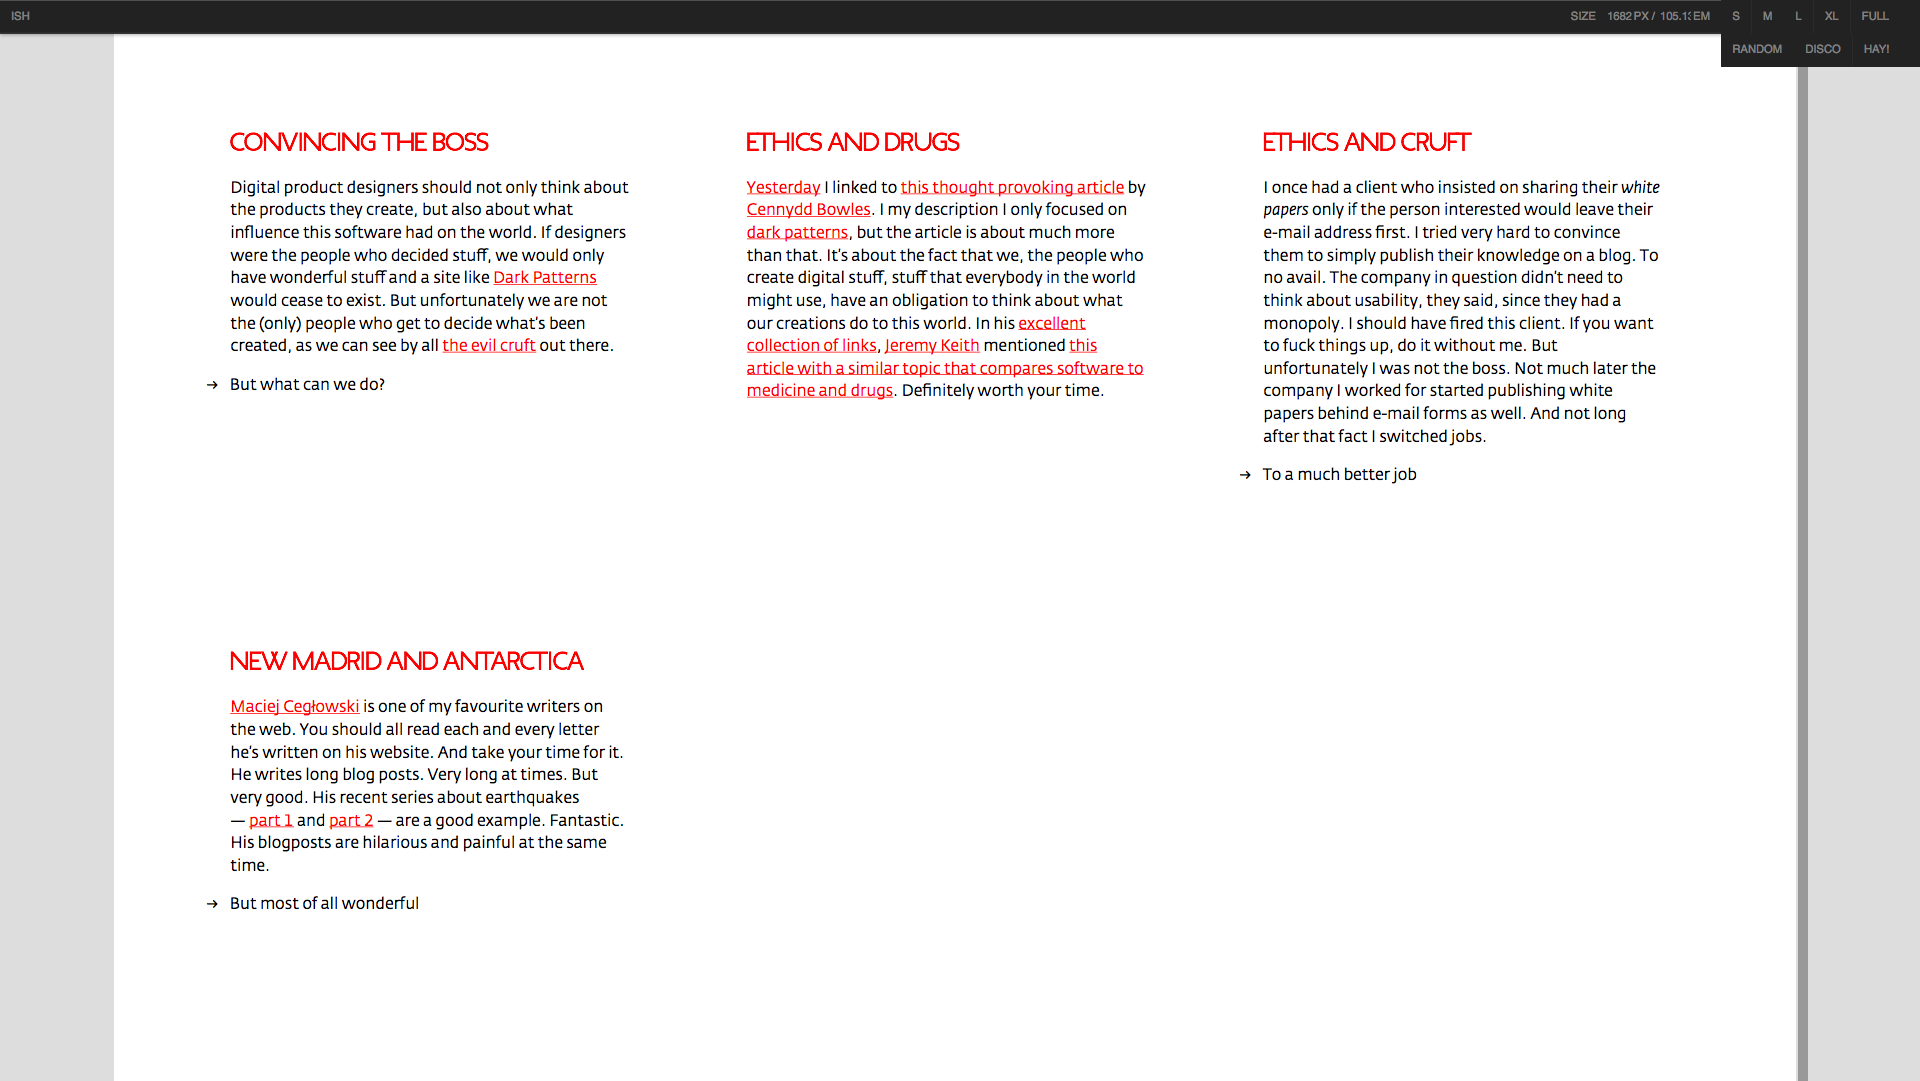 ISH
SIZE 1682PX / 105.13EM S M L XL FULL
RANDOM DISCO HAY!
CONVINCING THE BOSS
Digital product designers should not only think about
the products they create, but also about what
influence this software had on the world. If designers
were the people who decided stuff, we would only
have wonderful stuff and a site like Dark Patterns
would cease to exist. But unfortunately we are not
the (only) people who get to decide what's been
created, as we can see by all the evil cruft out there.
→ But what can we do?
ETHICS AND DRUGS
Yesterday I linked to this thought provoking article by
Cennydd Bowles. I my description I only focused on
dark patterns, but the article is about much more
than that. It's about the fact that we, the people who
create digital stuff, stuff that everybody in the world
might use, have an obligation to think about what
our creations do to this world. In his excellent
collection of links, Jeremy Keith mentioned this
article with a similar topic that compares software to
medicine and drugs. Definitely worth your time.
ETHICS AND CRUFT
I once had a client who insisted on sharing their white
papers only if the person interested would leave their
e-mail address first. I tried very hard to convince
them to simply publish their knowledge on a blog. To
no avail. The company in question didn't need to
think about usability, they said, since they had a
monopoly. I should have fired this client. If you want
to fuck things up, do it without me. But
unfortunately I was not the boss. Not much later the
company I worked for started publishing white
papers behind e-mail forms as well. And not long
after that fact I switched jobs.
→ To a much better job
NEW MADRID AND ANTARCTICA
Maciej Cegłowski is one of my favourite writers on
the web. You should all read each and every letter
he's written on his website. And take your time for it.
He writes long blog posts. Very long at times. But
very good. His recent series about earthquakes
— part 1 and part 2 — are a good example. Fantastic.
His blogposts are hilarious and painful at the same
time.
→ But most of all wonderful